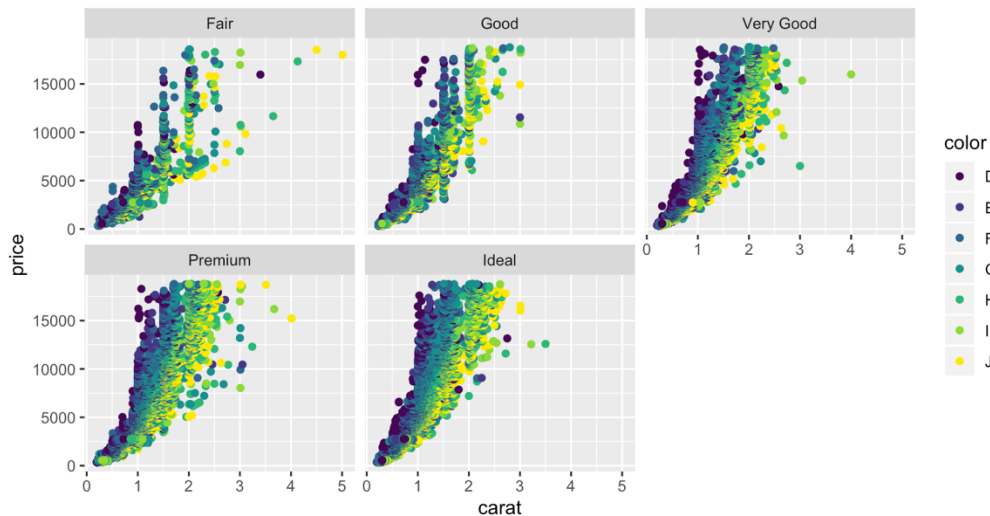 Fair
Good
Very Good
15000
10000
5000
0
0 1 2 3 4 5
Premium
Ideal
15000
10000
5000
0
0 1 2 3 4 5
0 1 2 3 4 5
price
carat
color
D
H
I
J